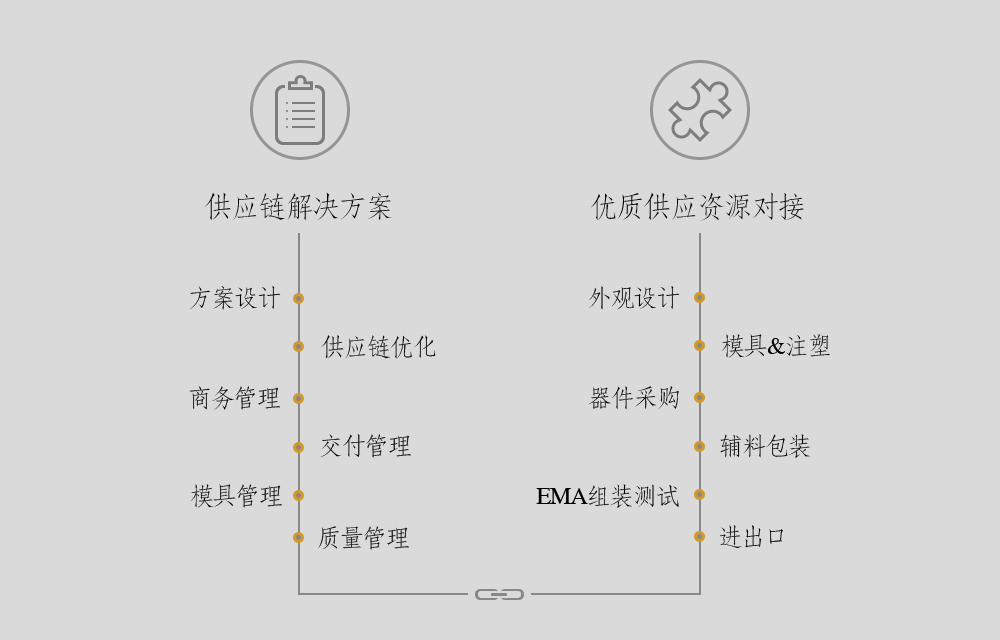 供应链解决方案
方案设计
供应链优化
商务管理
交付管理
模具管理
质量管理
优质供应资源对接
外观设计
模具&注塑
器件采购
辅料包装
EMA组装测试
进出口